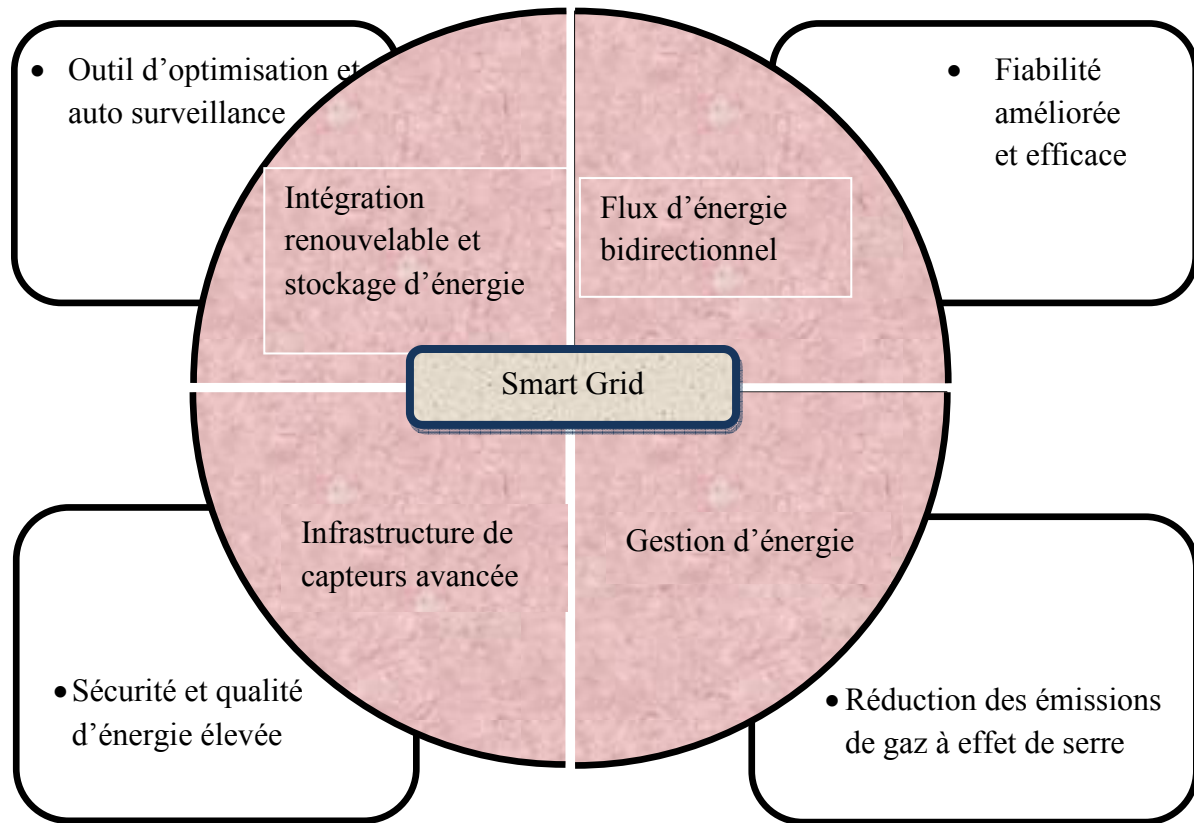 • Outil d’optimisation et
auto surveillance
• Fiabilité
améliorée
et efficace
Intégration
renouvelable et
stockage d’énergie
Flux d’énergie
bidirectionnel
Smart Grid
Infrastructure de
capteurs avancée
Gestion d’énergie
• Sécurité et qualité
d’énergie élevée
• Réduction des émissions
de gaz à effet de serre